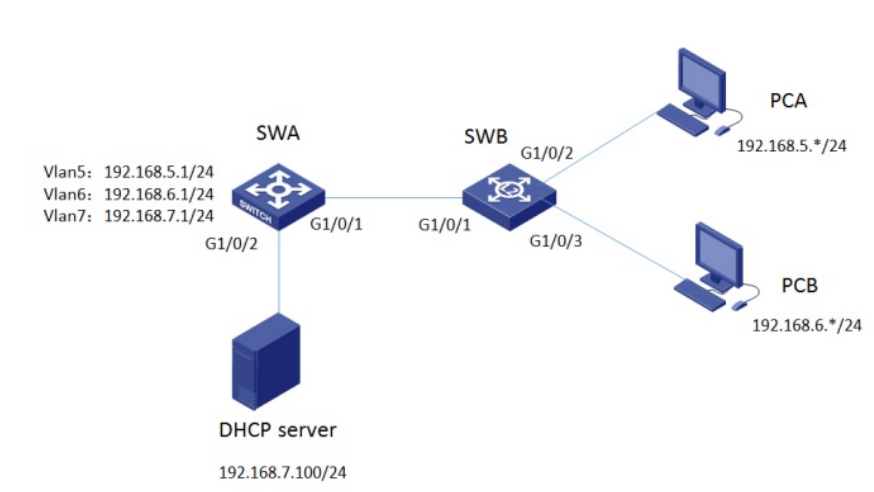 SWA
Vlan5：192.168.5.1/24
Vlan6：192.168.6.1/24
Vlan7：192.168.7.1/24
SWITCH
G1/0/2
G1/0/1
SWB
G1/0/1
G1/0/2
G1/0/3
PCA
192.168.5.*/24
PCB
192.168.6.*/24
DHCP server
192.168.7.100/24